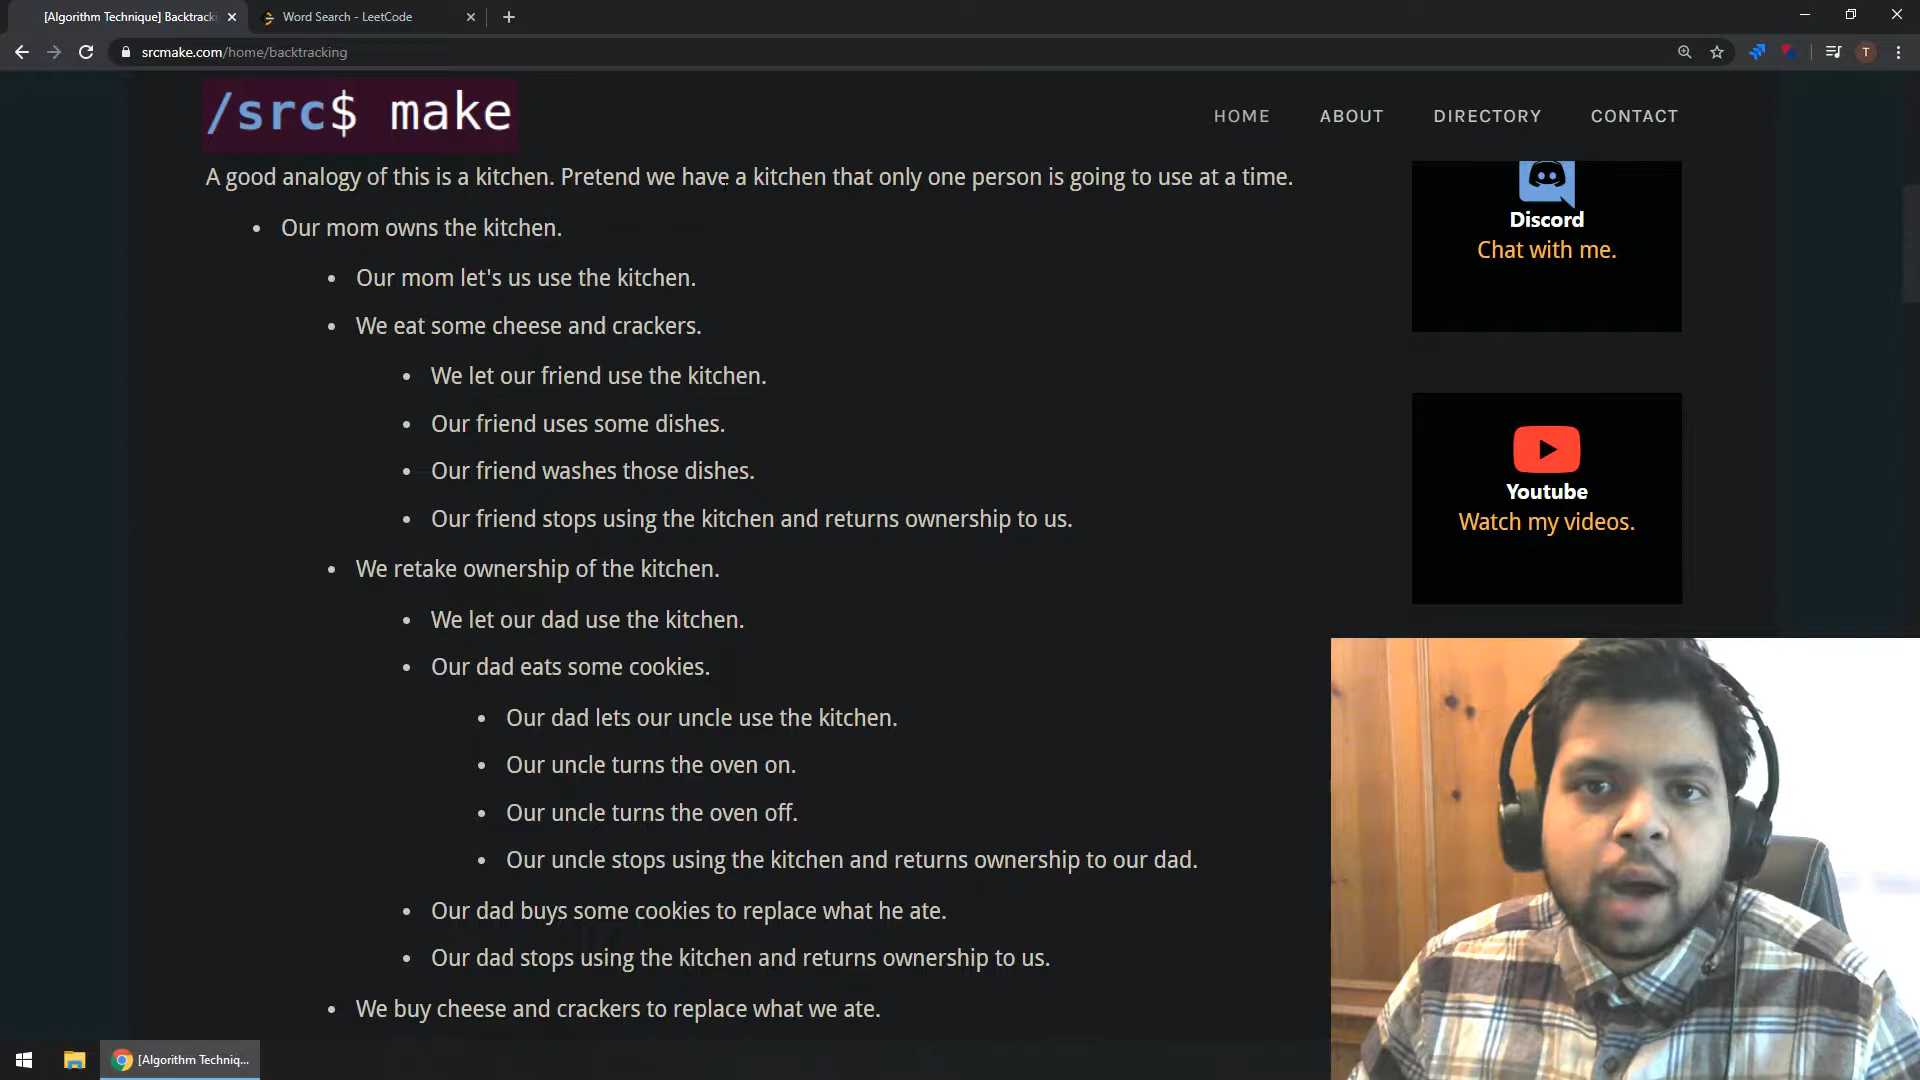 [Algorithm Technique] Backtracki
Word Search - LeetCode
srcmake.com/home/backtracking
T
/src$ make
HOME
ABOUT
DIRECTORY
CONTACT
A good analogy of this is a kitchen. Pretend we have a kitchen that only one person is going to use at a time.
Our mom owns the kitchen.
Our mom let's us use the kitchen.
We eat some cheese and crackers.
We let our friend use the kitchen.
Our friend uses some dishes.
Our friend washes those dishes.
Our friend stops using the kitchen and returns ownership to us.
We retake ownership of the kitchen.
We let our dad use the kitchen.
Our dad eats some cookies.
Our dad lets our uncle use the kitchen.
Our uncle turns the oven on.
Our uncle turns the oven off.
Our uncle stops using the kitchen and returns ownership to our dad.
Our dad buys some cookies to replace what he ate.
Our dad stops using the kitchen and returns ownership to us.
We buy cheese and crackers to replace what we ate.
Discord
Chat with me.
Youtube
Watch my videos.
[Algorithm Techniq...